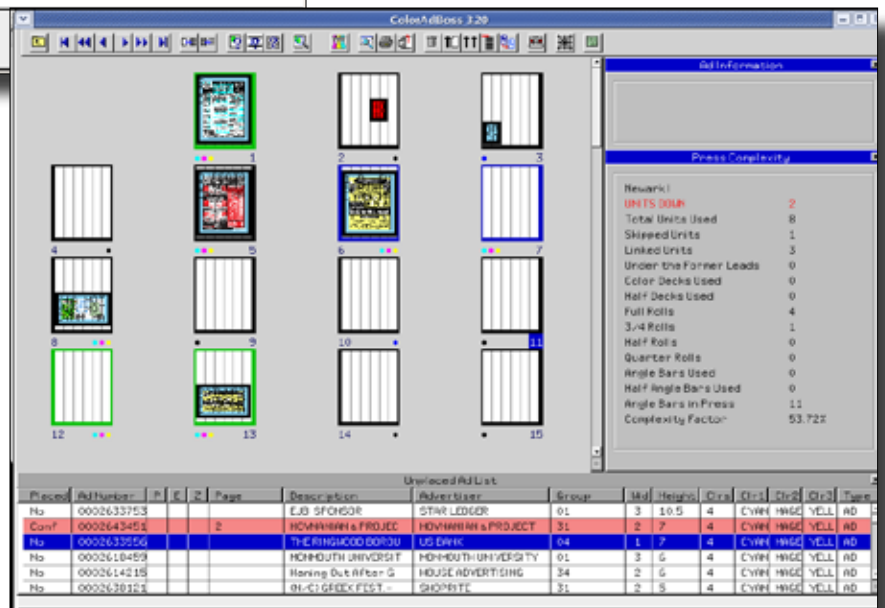 ColorAdBoss 3.20
Ad Information
Press Complexity
Newark1
UNITS DOWN 2
Total Units Used 8
Skipped Units 1
Linked Units 3
Under the Former Leads 0
Color Decks Used 0
Half Decks Used 0
Full Rolls 4
3/4 Rolls 1
Half Rolls 0
Quarter Rolls 0
Angle Bars Used 0
Half Angle Bars Used 0
Angle Bars in Press 11
Complexity Factor 53.72%
1 2 3
4 5 6 7
8 9 10 11
12 13 14 15
Unplaced Ad List
Placed Ad Number P E Z Page Description Advertiser Group Wid Height Clrs Clr1 Clr2 Clr3 Type
No 0002633753 EJB SPONSOR STAR LEDGER 01 3 10.5 4 CYAN MAGE YELL AD
Conf 0002643451 2 HOVNANIAN & PROJEC HOVNANIAN & PROJECT 31 2 7 4 CYAN MAGE YELL AD
No 0002633556 THE RINGWOOD BOROU US BANK 04 1 7 4 CYAN MAGE YELL AD
No 0002610459 MONMOUTH UNIVERSIT MONMOUTH UNIVERSITY 01 3 6 4 CYAN MAGE YELL AD
No 0002614215 Honing Out After G HOUSE ADVERTISING 34 2 6 4 CYAN MAGE YELL AD
No 0002638121 (N/C) GREEK FEST - SHOPRITE 31 2 5 4 CYAN MAGE YELL AD